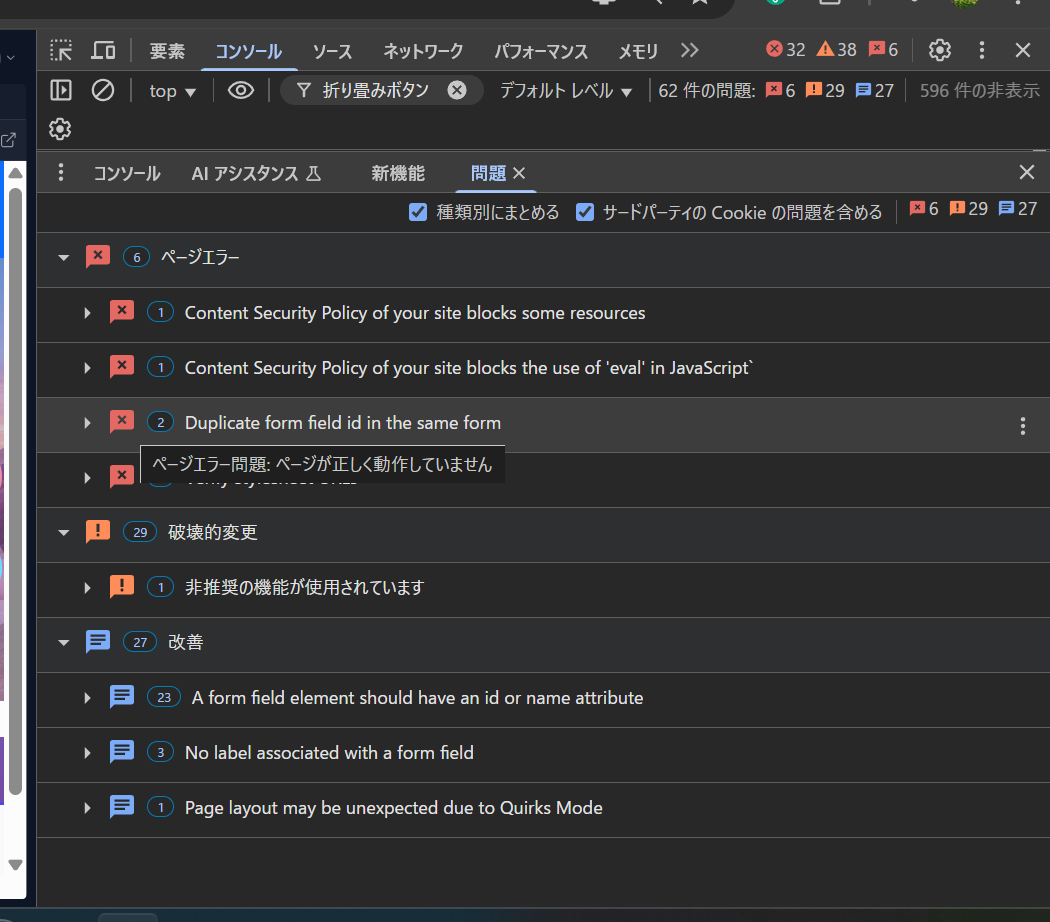 要素 コンソール ソース ネットワーク パフォーマンス メモリ 32 38 6
top 折り畳みボタン デフォルト レベル 62 件の問題: 6 29 27 596 件の非表示
コンソール AI アシスタンス 新機能 問題
種類別にまとめる サードパーティの Cookie の問題を含める 6 29 27
6 ページエラー
1 Content Security Policy of your site blocks some resources
1 Content Security Policy of your site blocks the use of 'eval' in JavaScript`
2 Duplicate form field id in the same form
ページエラー問題: ページが正しく動作していません
29 破壊的変更
1 非推奨の機能が使用されています
27 改善
23 A form field element should have an id or name attribute
3 No label associated with a form field
1 Page layout may be unexpected due to Quirks Mode